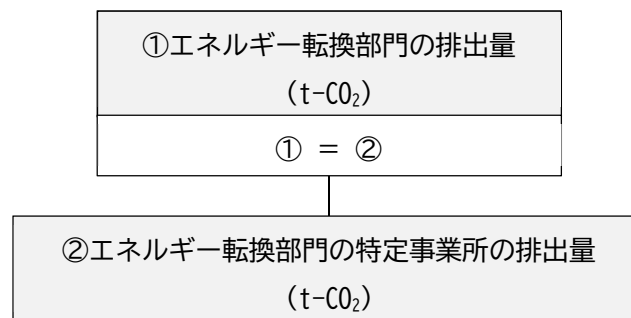 ①エネルギー転換部門の排出量
(t-CO₂)
① = ②
②エネルギー転換部門の特定事業所の排出量
(t-CO₂)